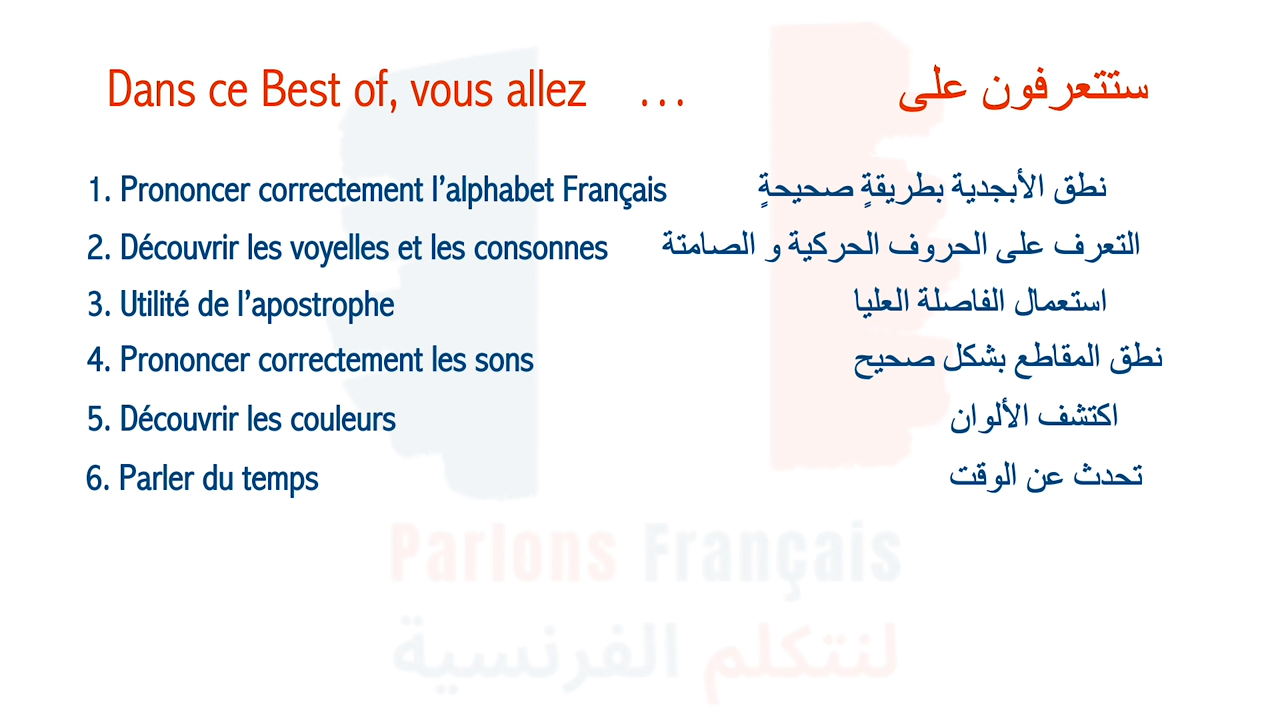 Dans ce Best of, vous allez ... ستتعرفون على
1. Prononcer correctement l’alphabet Français نطق الأبجدية بطريقةٍ صحيحةٍ
2. Découvrir les voyelles et les consonnes التعرف على الحروف الحركية و الصامتة
3. Utilité de l’apostrophe استعمال الفاصلة العليا
4. Prononcer correctement les sons نطق المقاطع بشكل صحيح
5. Découvrir les couleurs اكتشف الألوان
6. Parler du temps تحدث عن الوقت
Parlons Français
لنتكلم الفرنسية